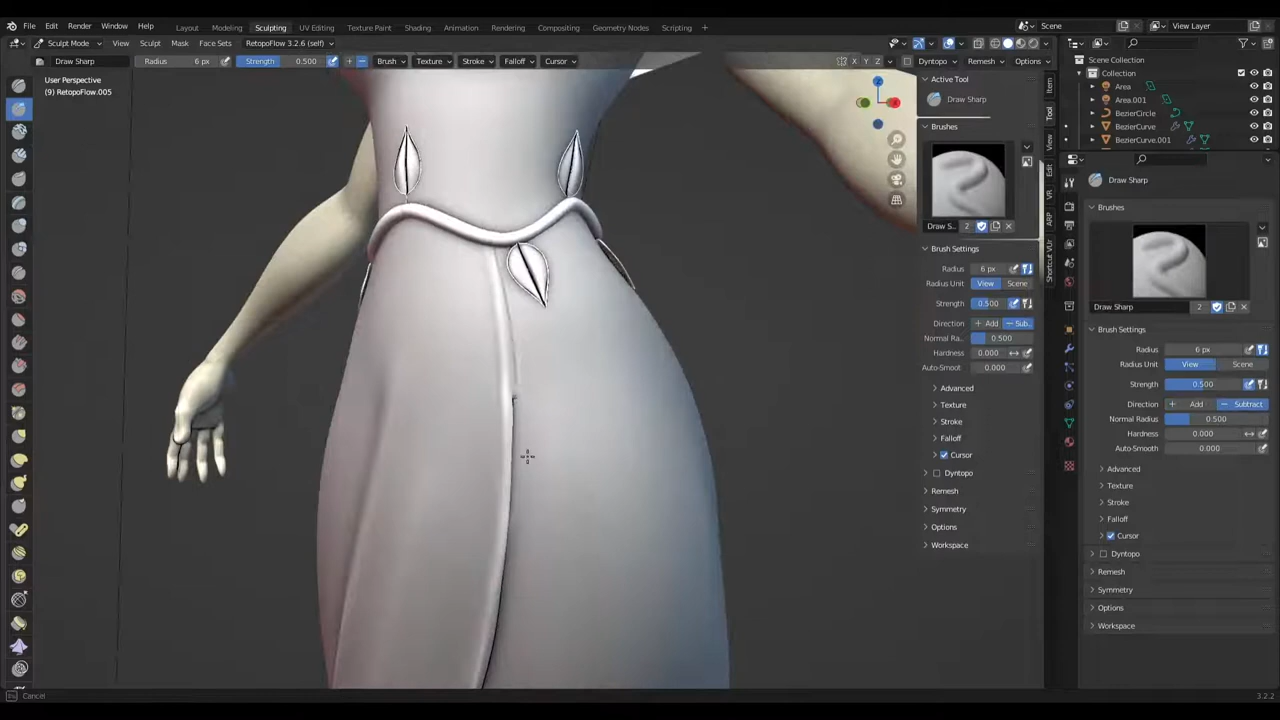 File Edit Render Window Help Layout Modeling Sculpting UV Editing Texture Paint Shading Animation Rendering Compositing Geometry Nodes Scripting + Scene View Layer
Sculpt Mode View Sculpt Mask Face Sets RetopoFlow 3.2.6 (self)
Draw Sharp Radius 6 px Strength 0.500 + − Brush Texture Stroke Falloff Cursor X Y Z Dyntopo Remesh Options
User Perspective
(9) RetopoFlow.005
Z
Active Tool
Draw Sharp
Brushes
Draw S... 2
Brush Settings
Radius 6 px
Radius Unit View Scene
Strength 0.500
Direction + Add − Sub..
Normal Ra.. 0.500
Hardness 0.000
Auto-Smoot 0.000
Advanced
Texture
Stroke
Falloff
Cursor
Dyntopo
Remesh
Symmetry
Options
Workspace
Item
Tool
View
Edit
VR
ARP
Shortcut VUr
Scene Collection
Collection
Area
Area.001
BezierCircle
BezierCurve
BezierCurve.001
Draw Sharp
Brushes
Draw Sharp 2
Brush Settings
Radius 6 px
Radius Unit View Scene
Strength 0.500
Direction + Add − Subtract
Normal Radius 0.500
Hardness 0.000
Auto-Smooth 0.000
Advanced
Texture
Stroke
Falloff
Cursor
Dyntopo
Remesh
Symmetry
Options
Workspace
Cancel
3.2.2